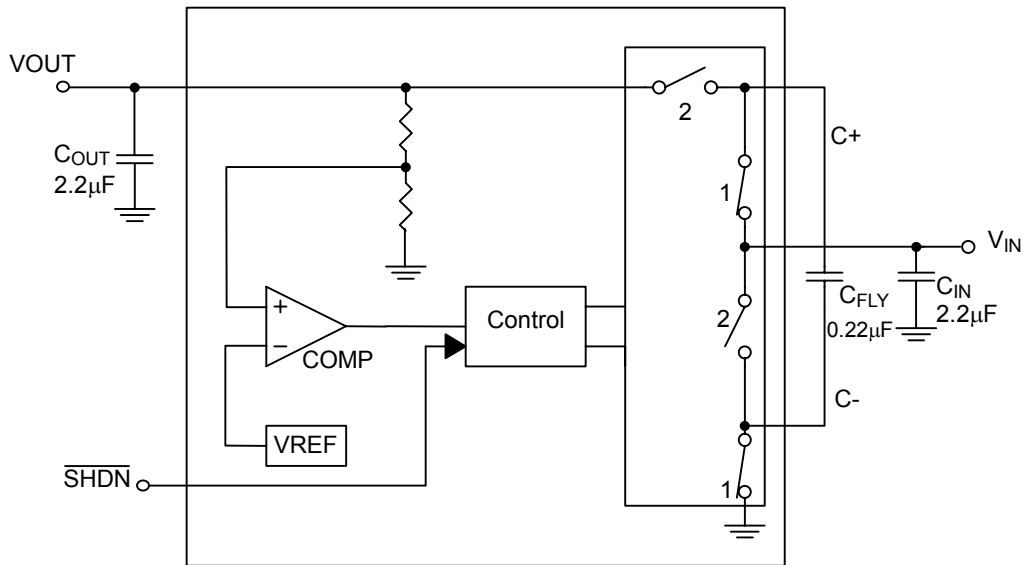 VOUT
2
C+
COUT
2.2µF
1
VIN
+
−
COMP
Control
2
CFLY
0.22µF
CIN
2.2µF
VREF
C-
SHDN
1